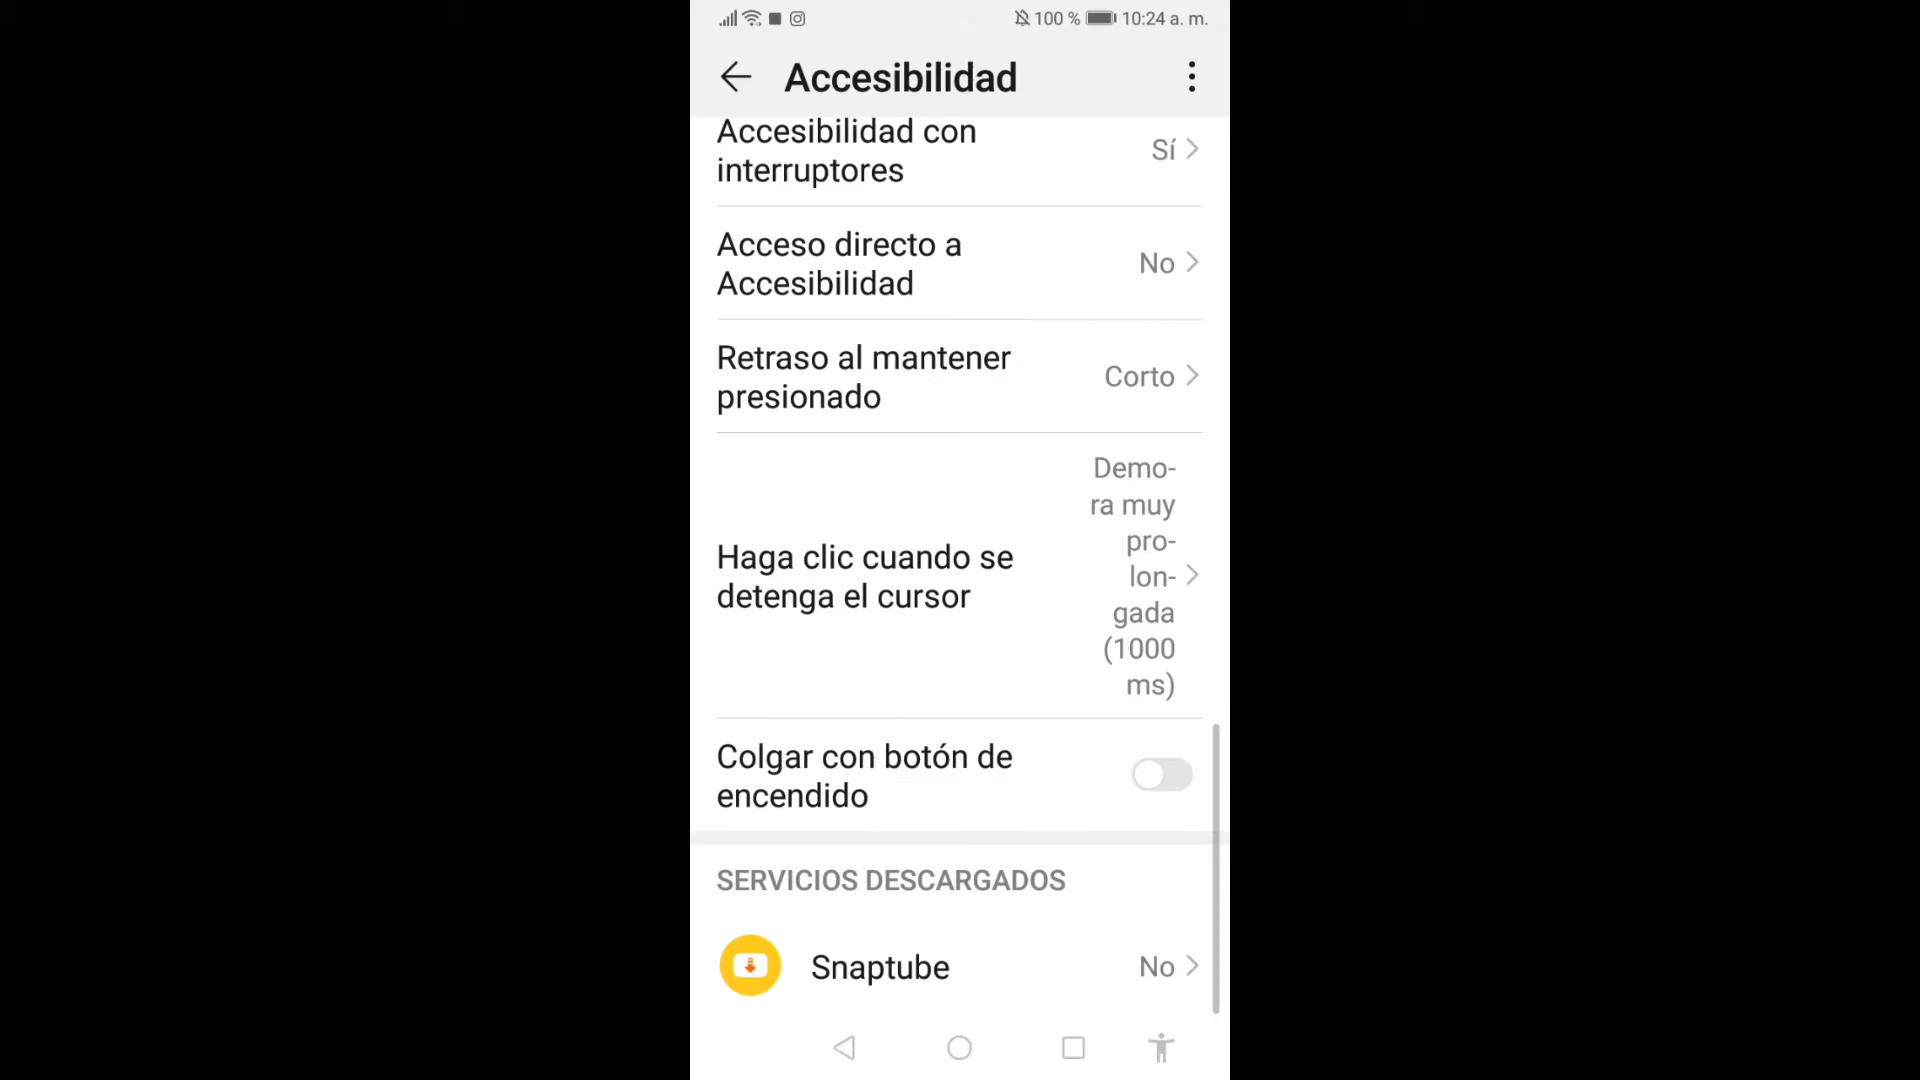 100 % 10:24 a. m.
Accesibilidad
Accesibilidad con
interruptores
Sí
Acceso directo a
Accesibilidad
No
Retraso al mantener
presionado
Corto
Haga clic cuando se
detenga el cursor
Demo-
ra muy
pro-
lon-
gada
(1000
ms)
Colgar con botón de
encendido
SERVICIOS DESCARGADOS
Snaptube
No